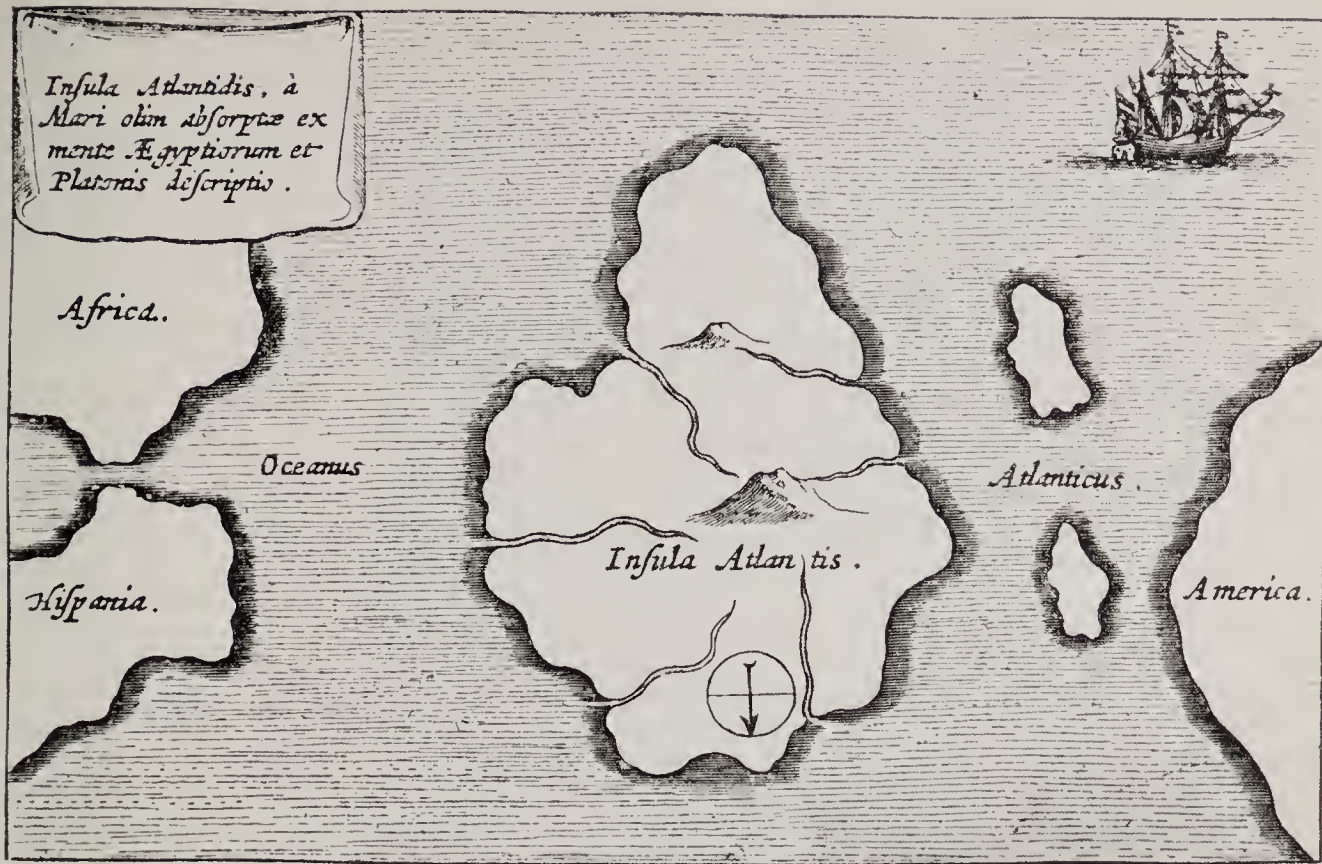 Inſula Atlantidis, à
Mari olim abſorptæ ex
mente Ægyptiorum et
Platonis deſcriptio.
Africa.
Oceanus
Atlanticus.
Inſula Atlantis.
Hiſpania.
America.